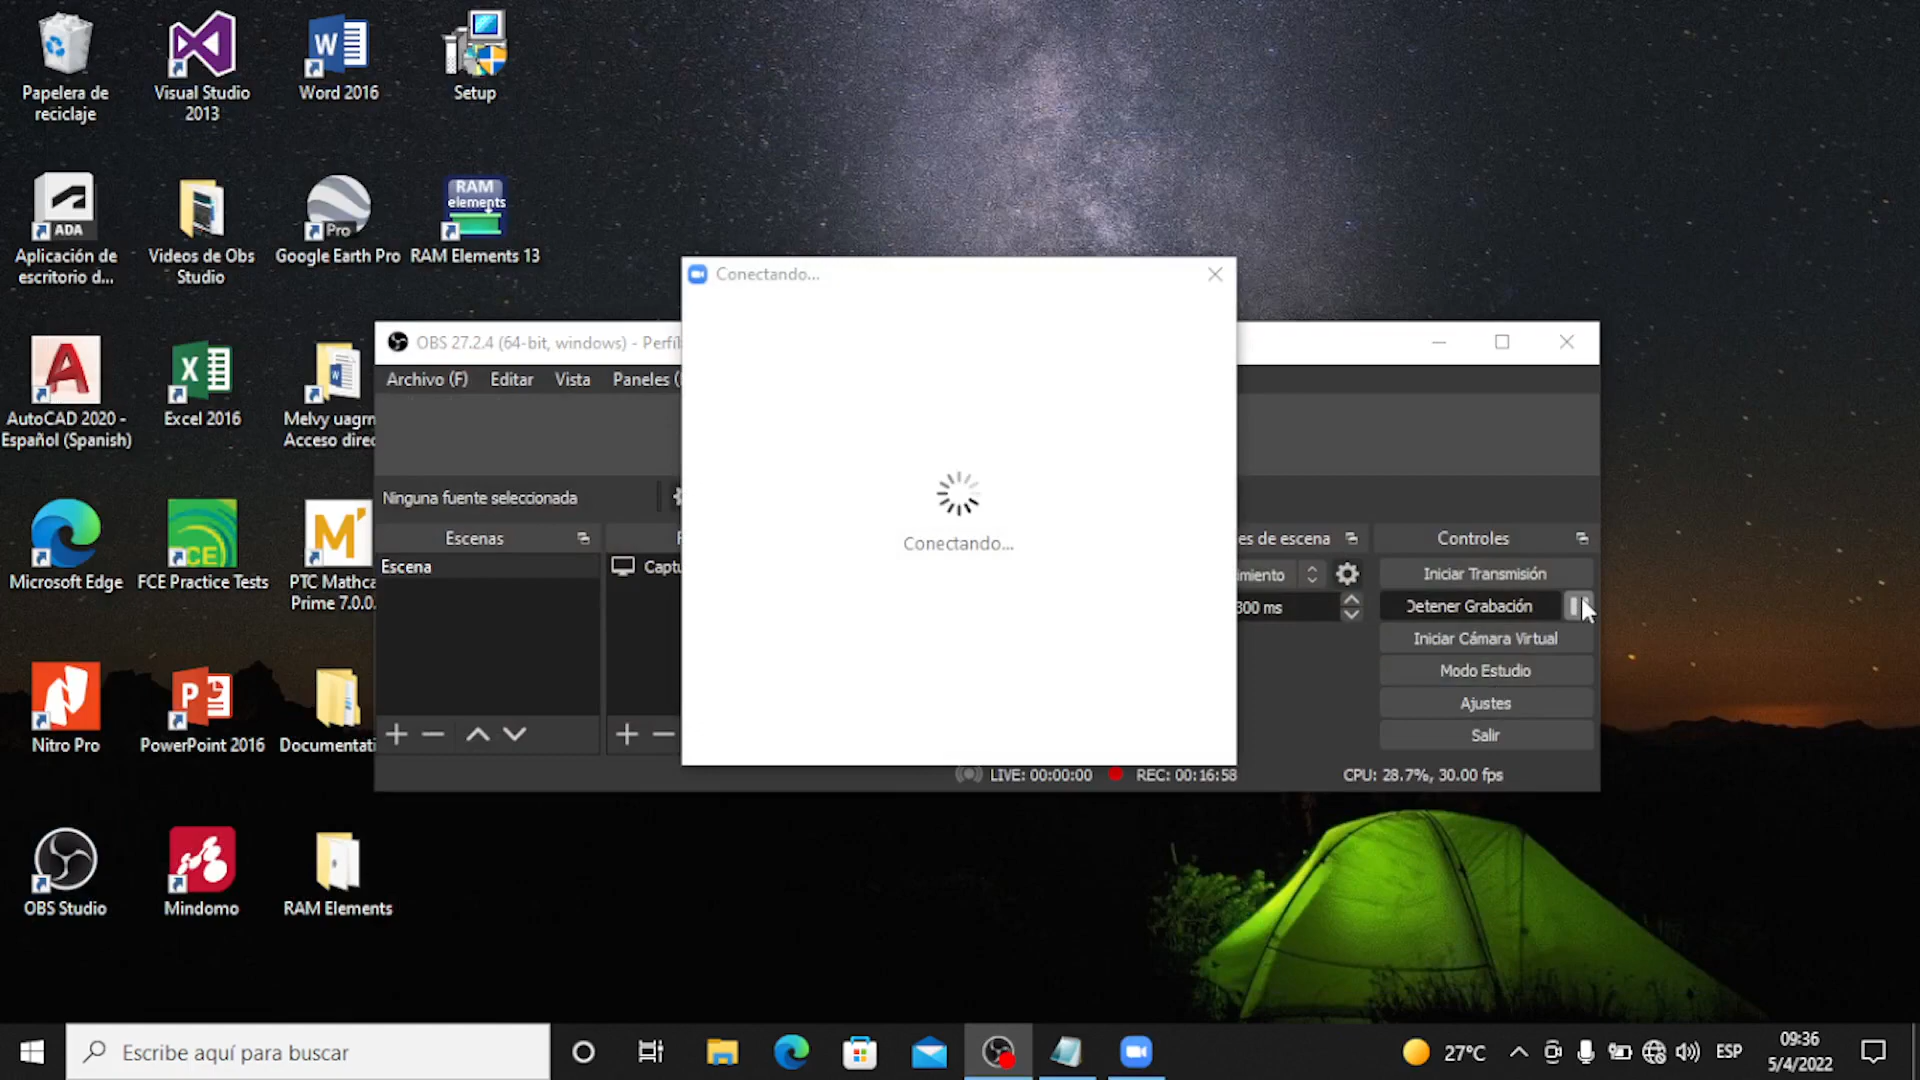 Papelera de
reciclaje
Visual Studio
2013
Word 2016
Setup
ADA
Aplicación de
escritorio d...
Videos de Obs
Studio
Pro
Google Earth Pro
RAM
elements
RAM Elements 13
AutoCAD 2020 -
Español (Spanish)
Excel 2016
Melvy uagrm
Acceso direc
Microsoft Edge
FCE Practice Tests
PTC Mathca
Prime 7.0.0.
Nitro Pro
PowerPoint 2016
Documentati
OBS Studio
Mindomo
RAM Elements
OBS 27.2.4 (64-bit, windows) - Perfil
Archivo (F)
Editar
Vista
Paneles (
Ninguna fuente seleccionada
Escenas
Escena
F
Captu
Conectando...
Conectando...
es de escena
imiento
300 ms
Controles
Iniciar Transmisión
Detener Grabación
Iniciar Cámara Virtual
Modo Estudio
Ajustes
Salir
LIVE: 00:00:00
REC: 00:16:58
CPU: 28.7%, 30.00 fps
Escribe aquí para buscar
27°C
ESP
09:36
5/4/2022